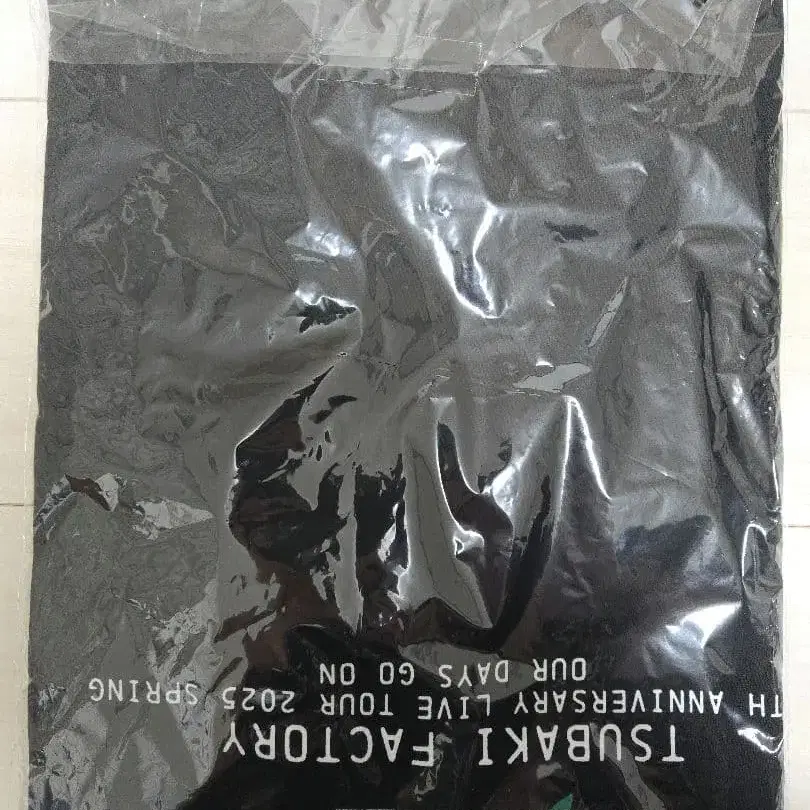 TSUBAKI FACTORY
TH ANNIVERSARY LIVE TOUR 2025 SPRING
OUR DAYS GO ON